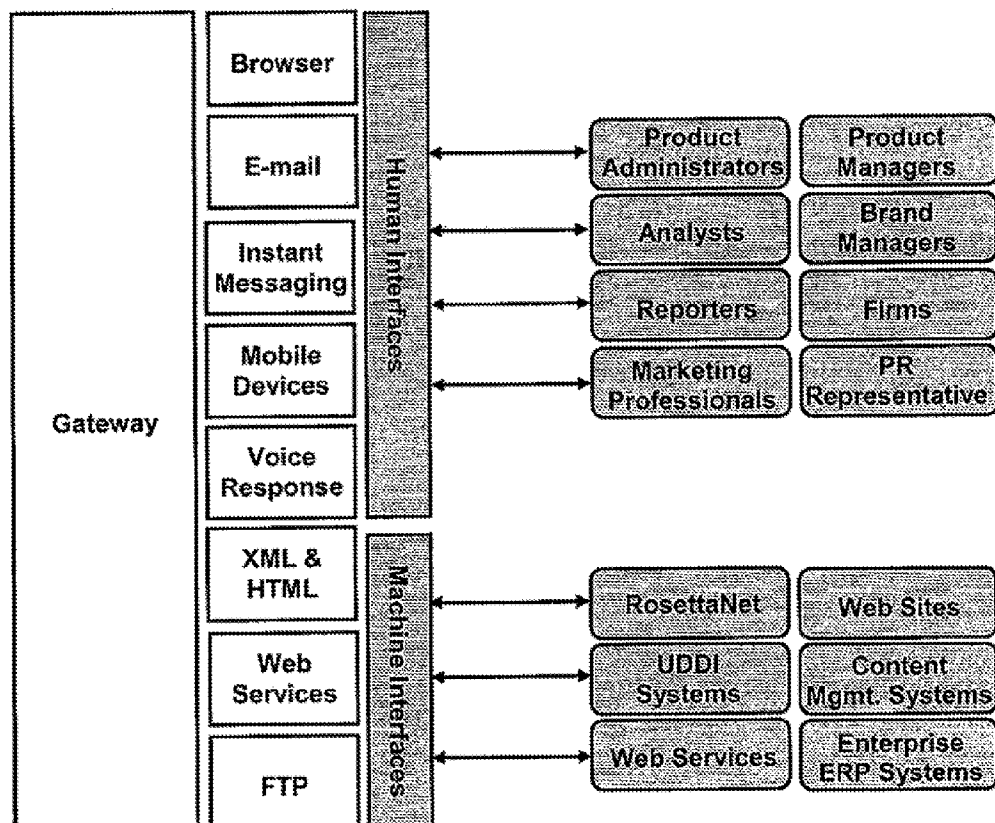 Gateway
Browser
E-mail
Instant
Messaging
Mobile
Devices
Voice
Response
XML &
HTML
Web
Services
FTP
Human Interfaces
Machine Interfaces
Product
Administrators
Product
Managers
Analysts
Brand
Managers
Reporters
Firms
Marketing
Professionals
PR
Representative
RosettaNet
Web Sites
UDDI
Systems
Content
Mgmt. Systems
Web Services
Enterprise
ERP Systems